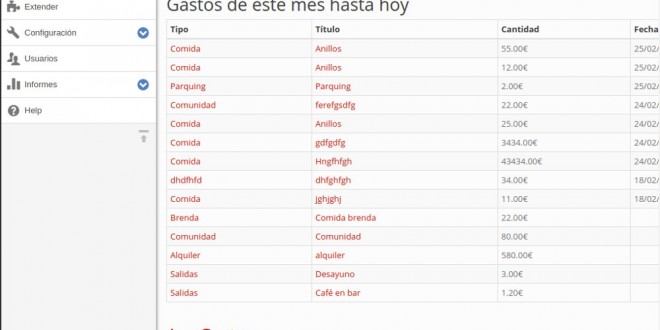 Gastos de este mes hasta hoy
Extender
Configuración
Usuarios
Informes
Help
Tipo Título Cantidad Fecha
Comida Anillos 55.00€ 25/02/
Comida Anillos 12.00€ 25/02/
Parquing Parquing 2.00€ 25/02/
Comunidad ferefgsdfg 22.00€ 24/02/
Comida Anillos 25.00€ 24/02/
Comida gdfgdfg 3434.00€ 24/02/
Comida Hngfhfgh 43434.00€ 24/02/
dhdfhfd dhfghfgh 34.00€ 18/02/
Comida jghjghj 11.00€ 18/02/
Brenda Comida brenda 22.00€
Comunidad Comunidad 80.00€
Alquiler alquiler 580.00€
Salidas Desayuno 3.00€
Salidas Café en bar 1.20€